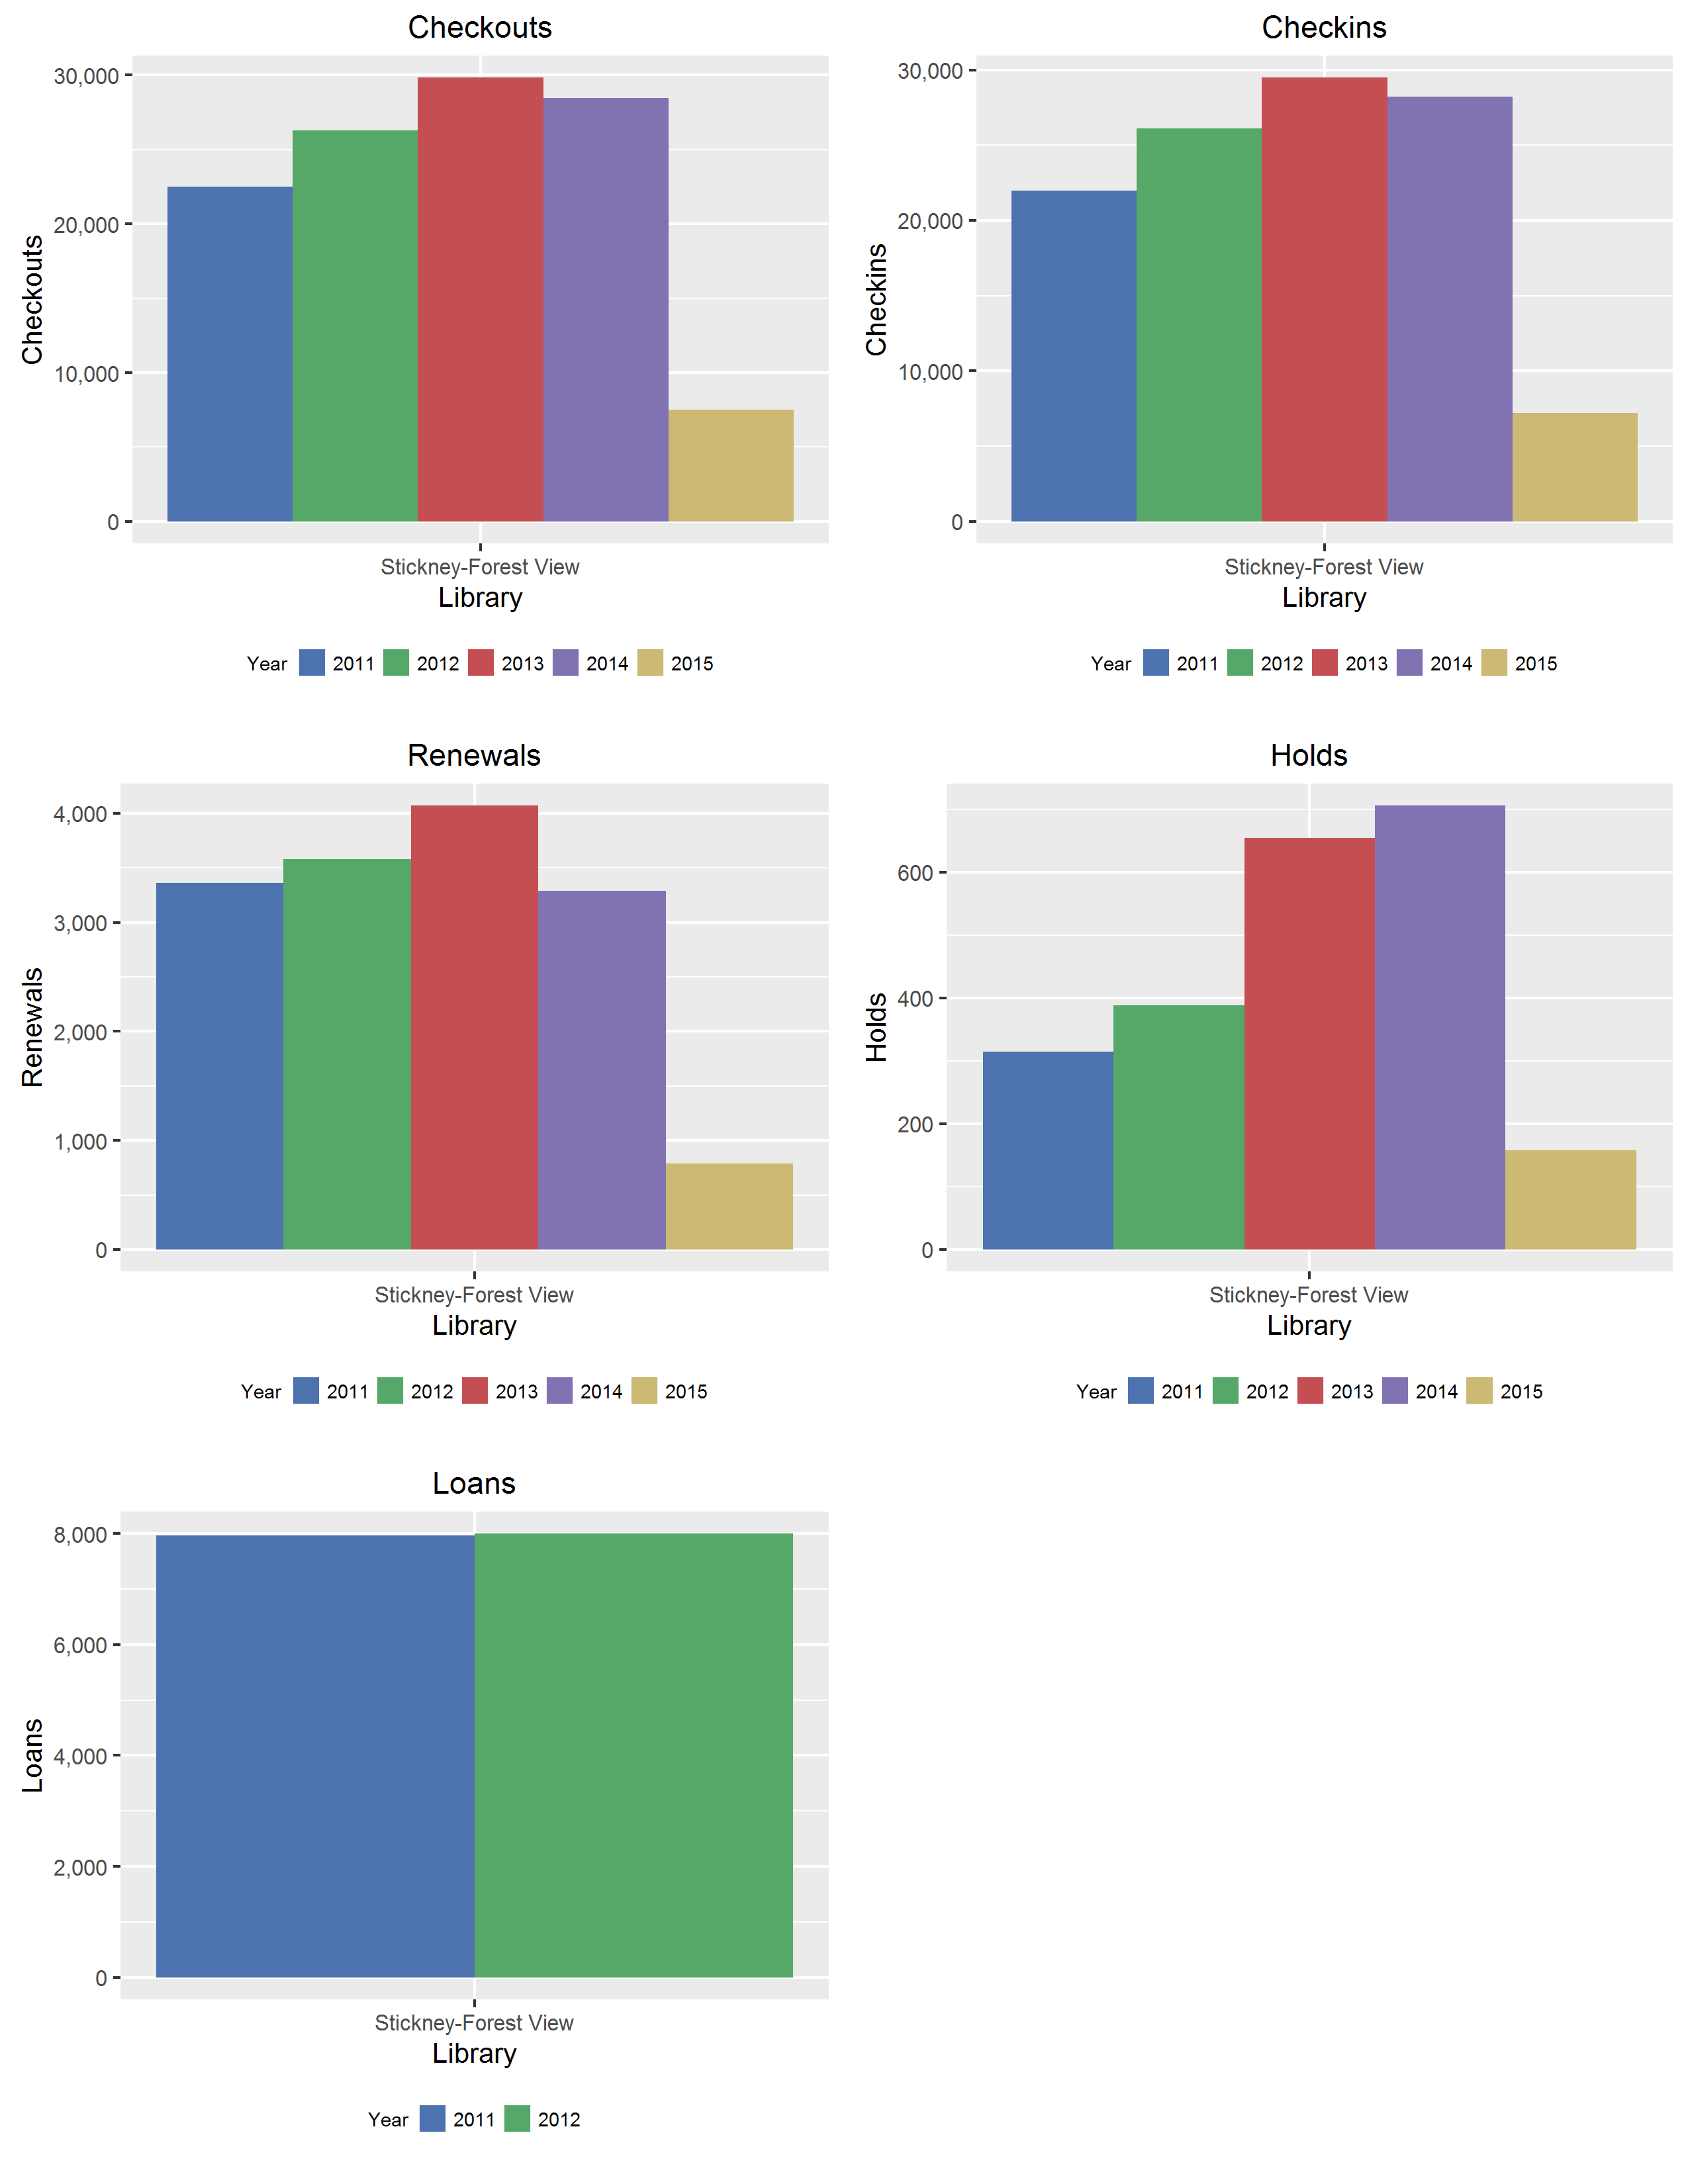 Checkouts
30,000
20,000
10,000
0
Checkouts
Stickney-Forest View
Library
Year 2011 2012 2013 2014 2015
Checkins
30,000
20,000
10,000
0
Checkins
Stickney-Forest View
Library
Year 2011 2012 2013 2014 2015
Renewals
4,000
3,000
2,000
1,000
0
Renewals
Stickney-Forest View
Library
Year 2011 2012 2013 2014 2015
Holds
600
400
200
0
Holds
Stickney-Forest View
Library
Year 2011 2012 2013 2014 2015
Loans
8,000
6,000
4,000
2,000
0
Loans
Stickney-Forest View
Library
Year 2011 2012